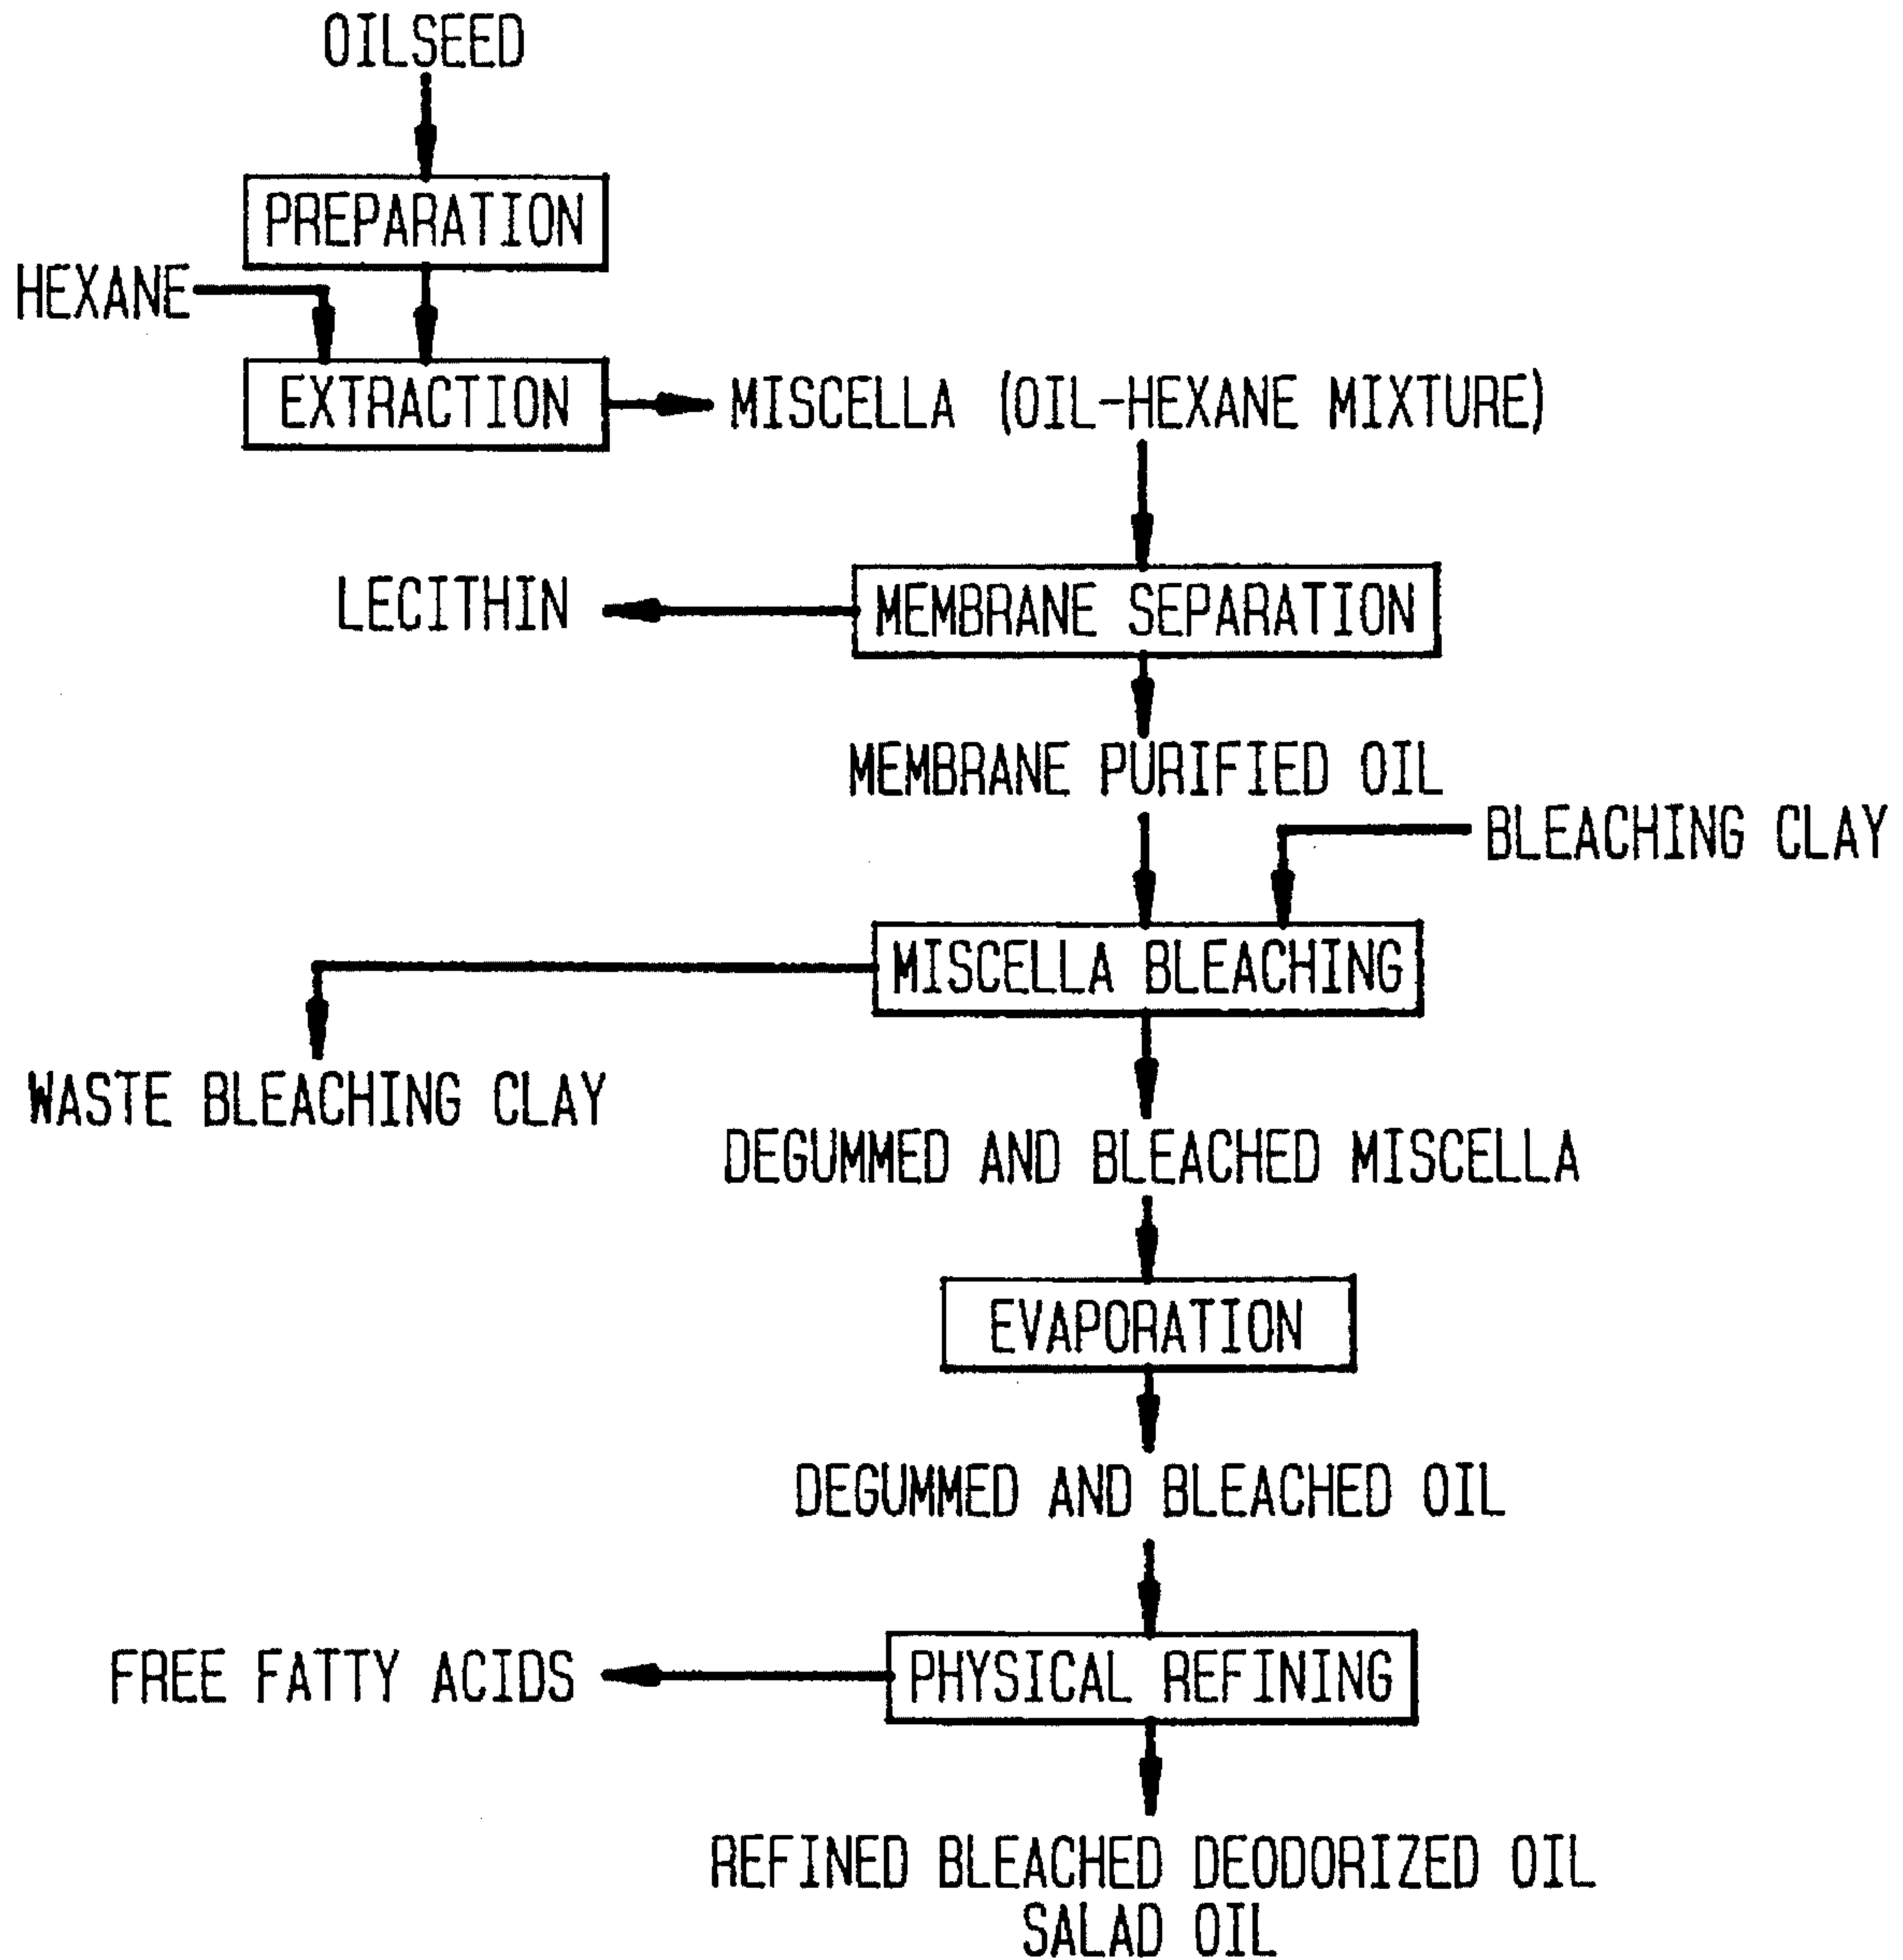 OILSEED
PREPARATION
HEXANE
EXTRACTION
MISCELLA (OIL-HEXANE MIXTURE)
LECITHIN
MEMBRANE SEPARATION
MEMBRANE PURIFIED OIL
BLEACHING CLAY
MISCELLA BLEACHING
WASTE BLEACHING CLAY
DEGUMMED AND BLEACHED MISCELLA
EVAPORATION
DEGUMMED AND BLEACHED OIL
FREE FATTY ACIDS
PHYSICAL REFINING
REFINED BLEACHED DEODORIZED OIL
SALAD OIL